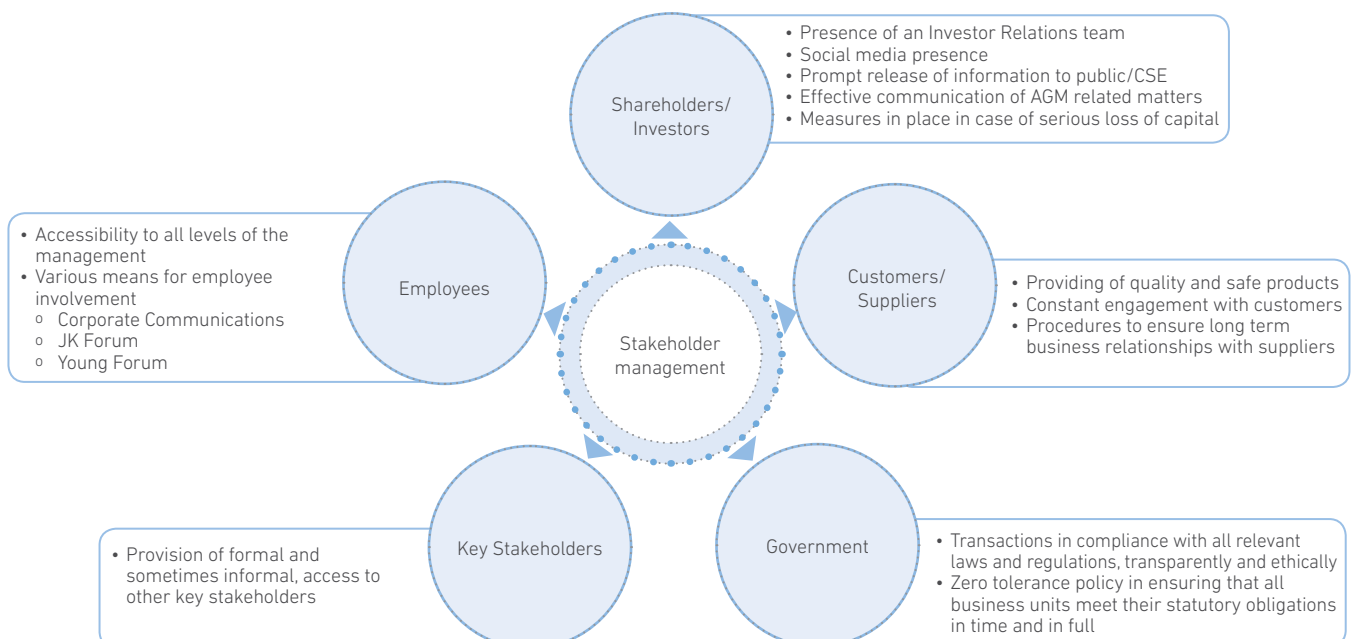 Shareholders/
Investors
• Presence of an Investor Relations team
• Social media presence
• Prompt release of information to public/CSE
• Effective communication of AGM related matters
• Measures in place in case of serious loss of capital
Employees
• Accessibility to all levels of the
management
• Various means for employee
involvement
o Corporate Communications
o JK Forum
o Young Forum
Stakeholder
management
Customers/
Suppliers
• Providing of quality and safe products
• Constant engagement with customers
• Procedures to ensure long term
business relationships with suppliers
Key Stakeholders
• Provision of formal and
sometimes informal, access to
other key stakeholders
Government
• Transactions in compliance with all relevant
laws and regulations, transparently and ethically
• Zero tolerance policy in ensuring that all
business units meet their statutory obligations
in time and in full